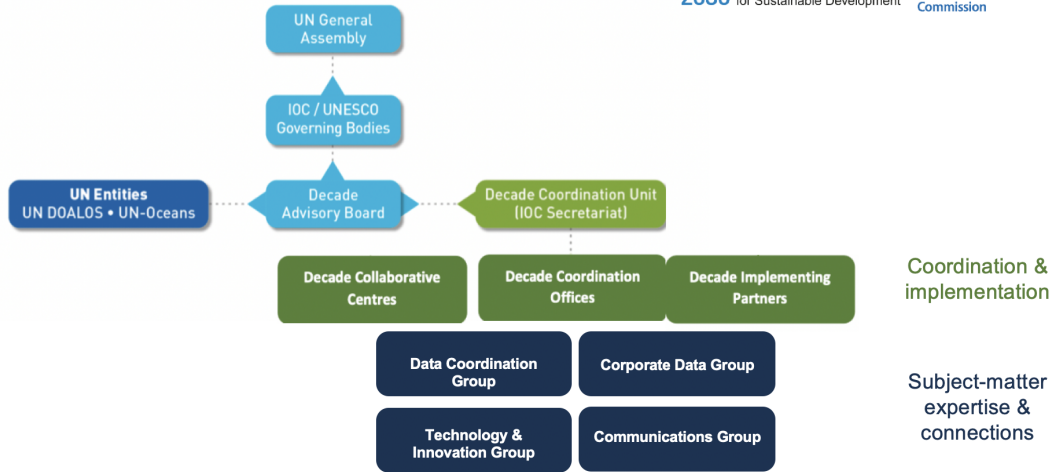 for Sustainable Development
Commission
UN General
Assembly
IOC / UNESCO
Governing Bodies
UN Entities
UN DOALOS • UN-Oceans
Decade
Advisory Board
Decade Coordination Unit
(IOC Secretariat)
Decade Collaborative
Centres
Decade Coordination
Offices
Decade Implementing
Partners
Coordination &
implementation
Data Coordination
Group
Corporate Data Group
Technology &
Innovation Group
Communications Group
Subject-matter
expertise &
connections